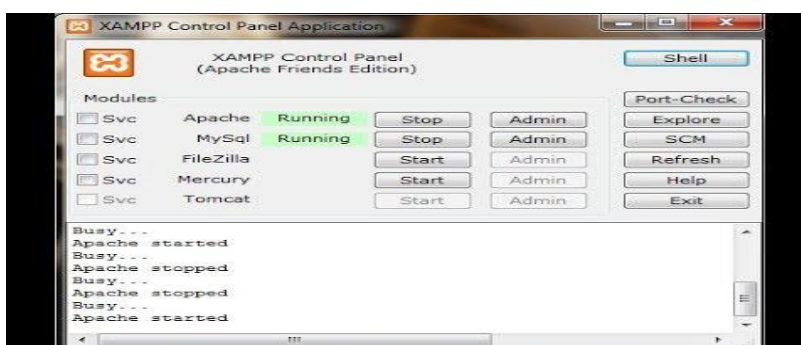 XAMPP Control Panel Application
XAMPP Control Panel
(Apache Friends Edition)
Shell
Modules
Port-Check
Svc Apache Running Stop Admin Explore
Svc MySql Running Stop Admin SCM
Svc FileZilla Start Admin Refresh
Svc Mercury Start Admin Help
Svc Tomcat Start Admin Exit
Busy...
Apache started
Busy...
Apache stopped
Busy...
Apache stopped
Busy...
Apache started